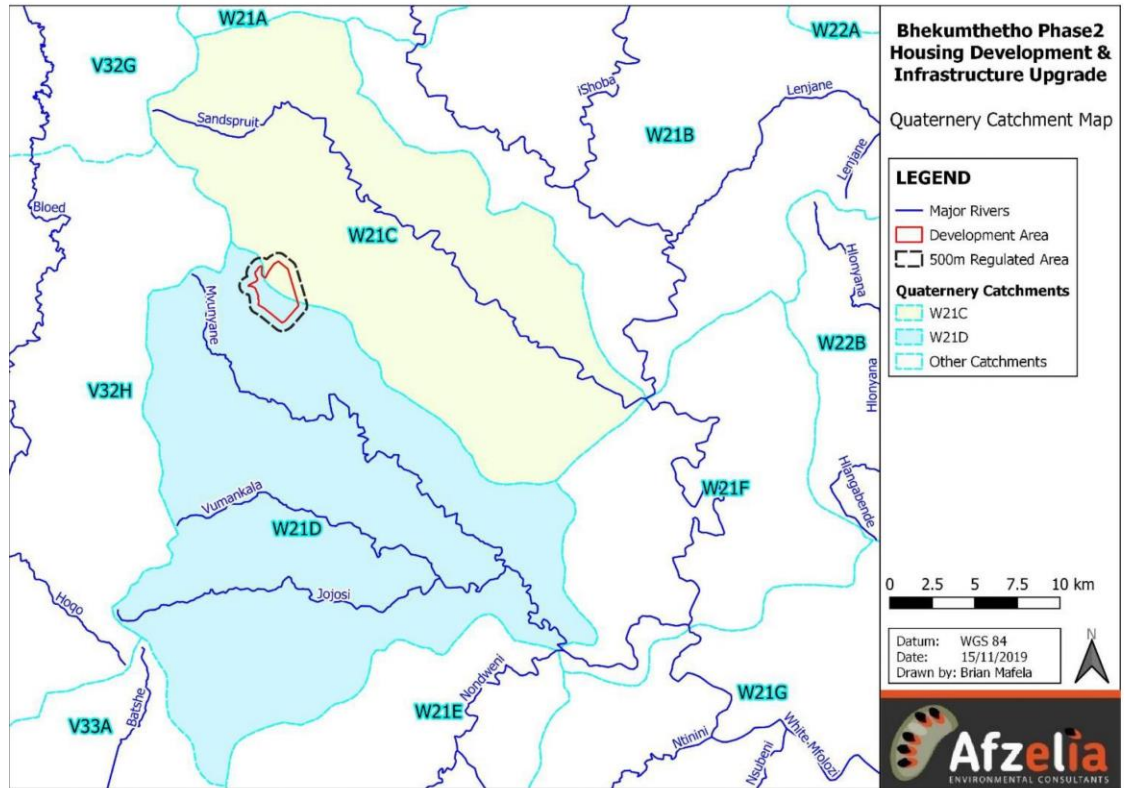 W21A
W22A
V32G
iShoba
Lenjane
Sandspruit
W21B
Lenjane
Bloed
W21C
Hlonyana
Mvunyane
W22B
V32H
Hlonyana
Vumankala
W21F
Hlangabende
W21D
Jojosi
Hoqo
Nondweni
W21G
Batshe
W21E
V33A
Ntinini
White-Mfolozi
Nsubeni
Bhekumthetho Phase2
Housing Development &
Infrastructure Upgrade
Quaternery Catchment Map
LEGEND
Major Rivers
Development Area
500m Regulated Area
Quaternary Catchments
W21C
W21D
Other Catchments
0 2.5 5 7.5 10 km
Datum: WGS 84
Date: 15/11/2019
Drawn by: Brian Mafela
N
Afzelia
ENVIRONMENTAL CONSULTANTS